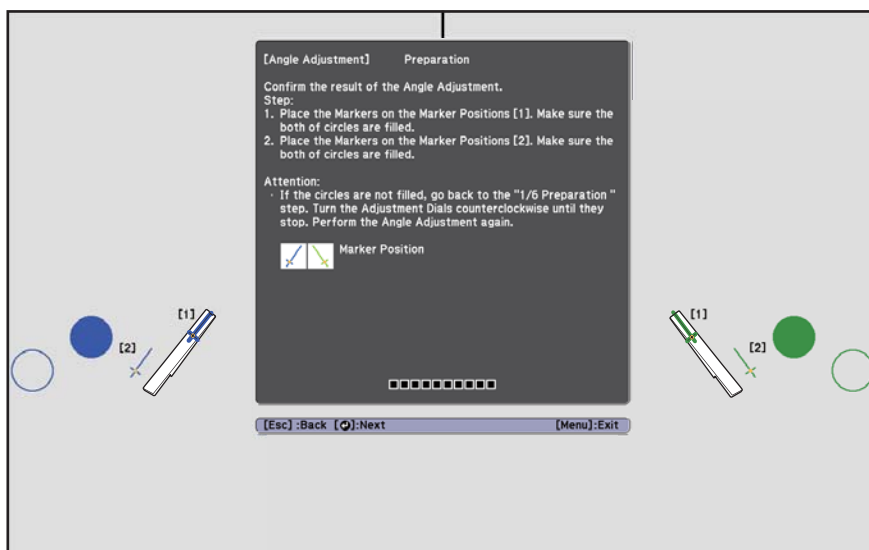 [Angle Adjustment] Preparation
Confirm the result of the Angle Adjustment.
Step:
1. Place the Markers on the Marker Positions [1]. Make sure the
both of circles are filled.
2. Place the Markers on the Marker Positions [2]. Make sure the
both of circles are filled.
Attention:
· If the circles are not filled, go back to the "1/6 Preparation "
step. Turn the Adjustment Dials counterclockwise until they
stop. Perform the Angle Adjustment again.
Marker Position
[1]
[2]
[1]
[2]
[Esc] :Back [⏎]:Next [Menu]:Exit